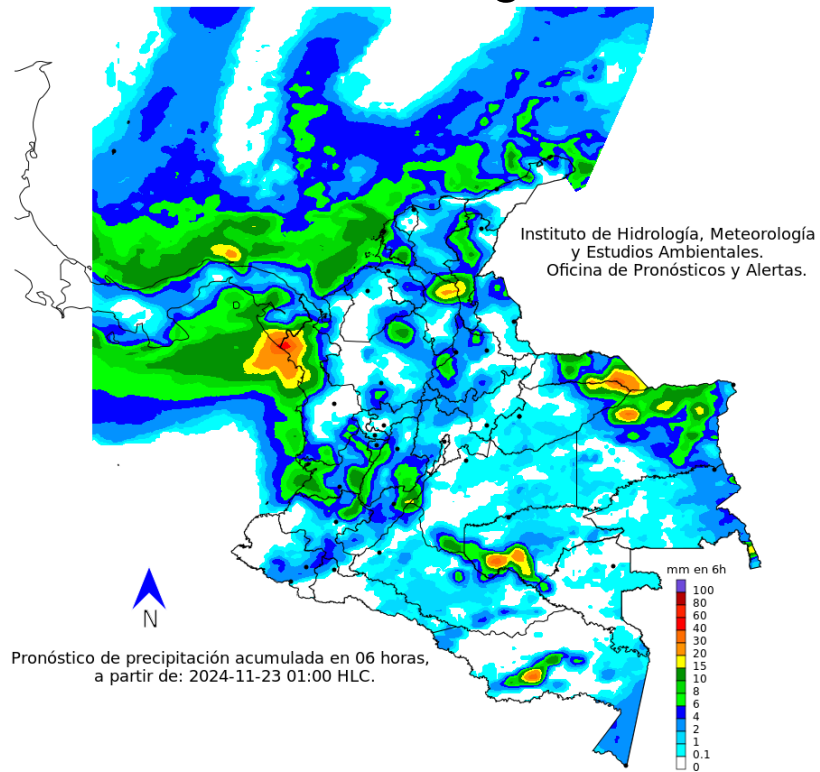 Instituto de Hidrología, Meteorología
y Estudios Ambientales.
Oficina de Pronósticos y Alertas.
mm en 6h
100
80
60
40
30
20
15
10
8
6
4
2
1
0.1
0
N
Pronóstico de precipitación acumulada en 06 horas,
a partir de: 2024-11-23 01:00 HLC.